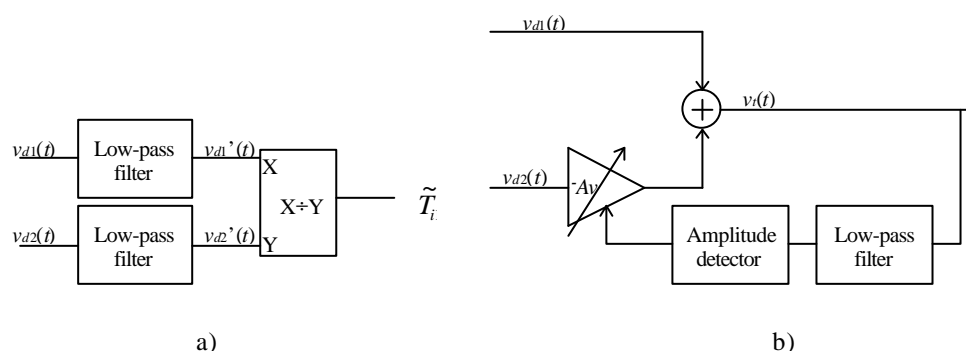 vd1(t)
Low-pass
filter
vd1’(t)
X
vd2(t)
Low-pass
filter
vd2’(t)
Y
X÷Y
T̃i
a)
vd1(t)
+
vt(t)
vd2(t)
-Av
Amplitude
detector
Low-pass
filter
b)